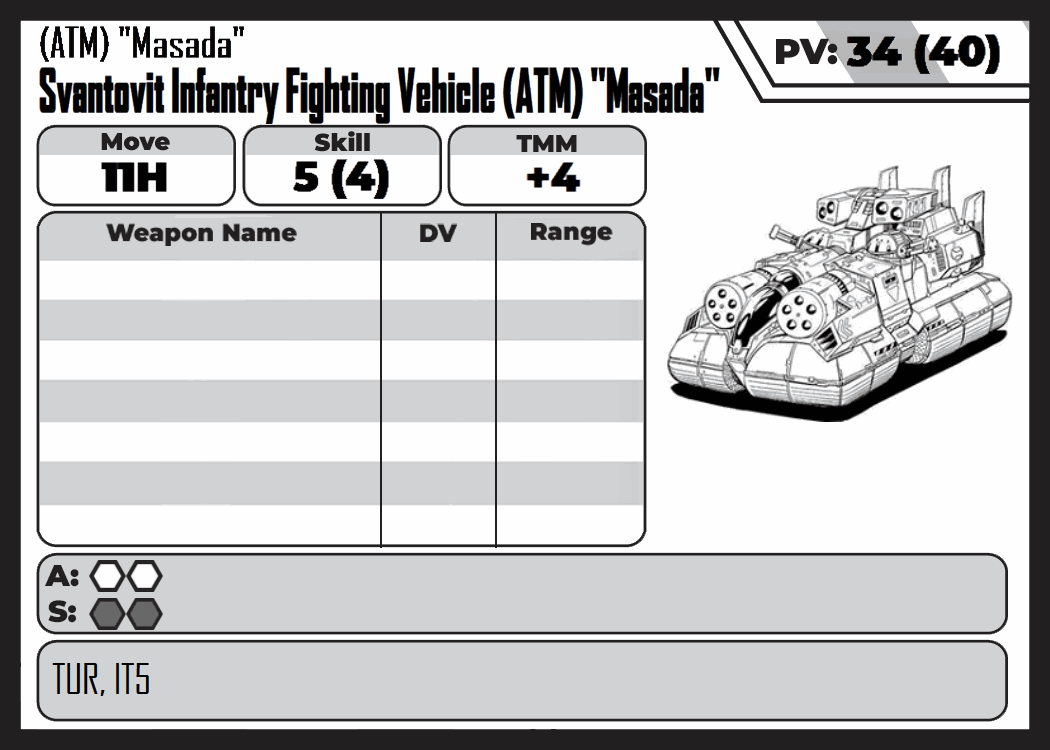 (ATM) "Masada"
PV: 34 (40)
Svantovit Infantry Fighting Vehicle (ATM) "Masada"
Move
11H
Skill
5 (4)
TMM
+4
Weapon Name
DV
Range
A:
S:
TUR, IT5